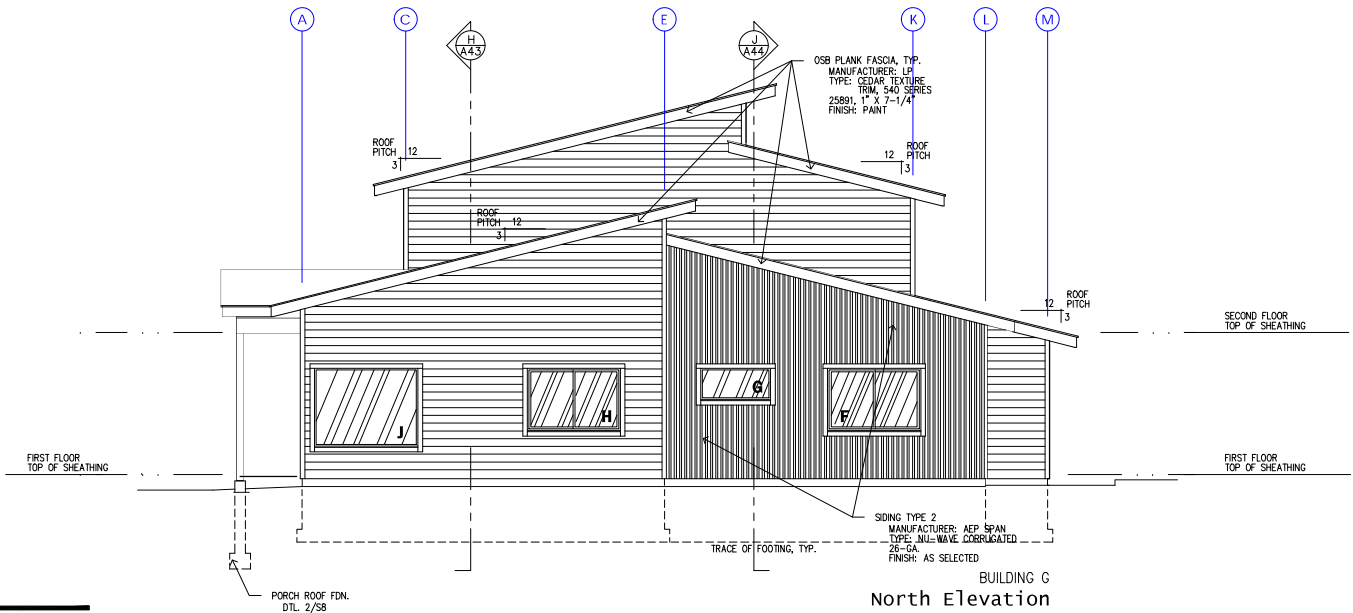 A
C
E
K
L
M
H
A43
J
A44
OSB PLANK FASCIA, TYP.
MANUFACTURER: LP
TYPE: CEDAR TEXTURE
TRIM, 540 SERIES
25891, 1" X 7-1/4"
FINISH: PAINT
ROOF
PITCH
12
3
12
ROOF
PITCH
3
ROOF
PITCH
12
3
12
ROOF
PITCH
3
SECOND FLOOR
TOP OF SHEATHING
J
H
G
F
FIRST FLOOR
TOP OF SHEATHING
FIRST FLOOR
TOP OF SHEATHING
SIDING TYPE 2
MANUFACTURER: AEP SPAN
TYPE: NU-WAVE CORRUGATED
26-GA.
FINISH: AS SELECTED
TRACE OF FOOTING, TYP.
PORCH ROOF FDN.
DTL. 2/S8
BUILDING G
North Elevation